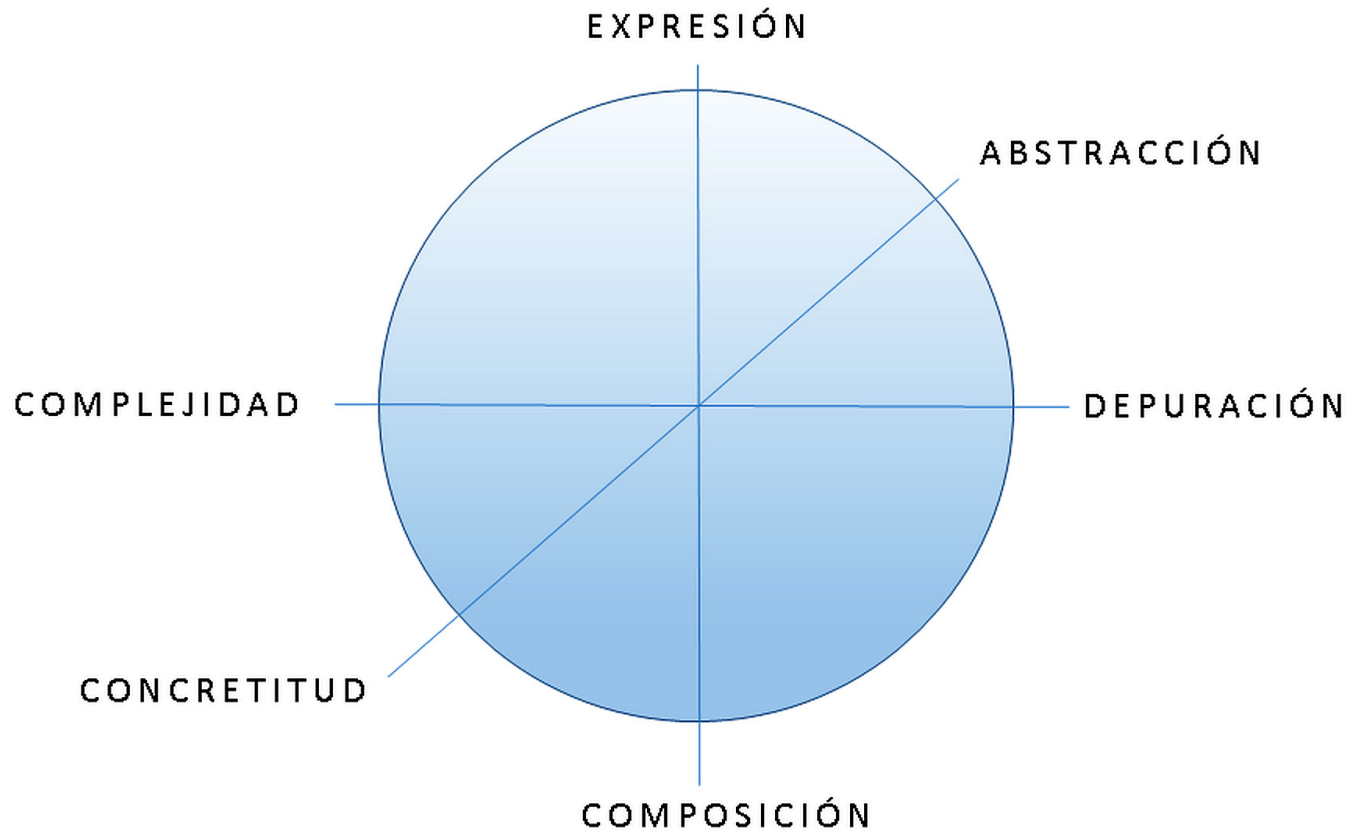 EXPRESIÓN
ABSTRACCIÓN
COMPLEJIDAD
DEPURACIÓN
CONCRETITUD
COMPOSICIÓN